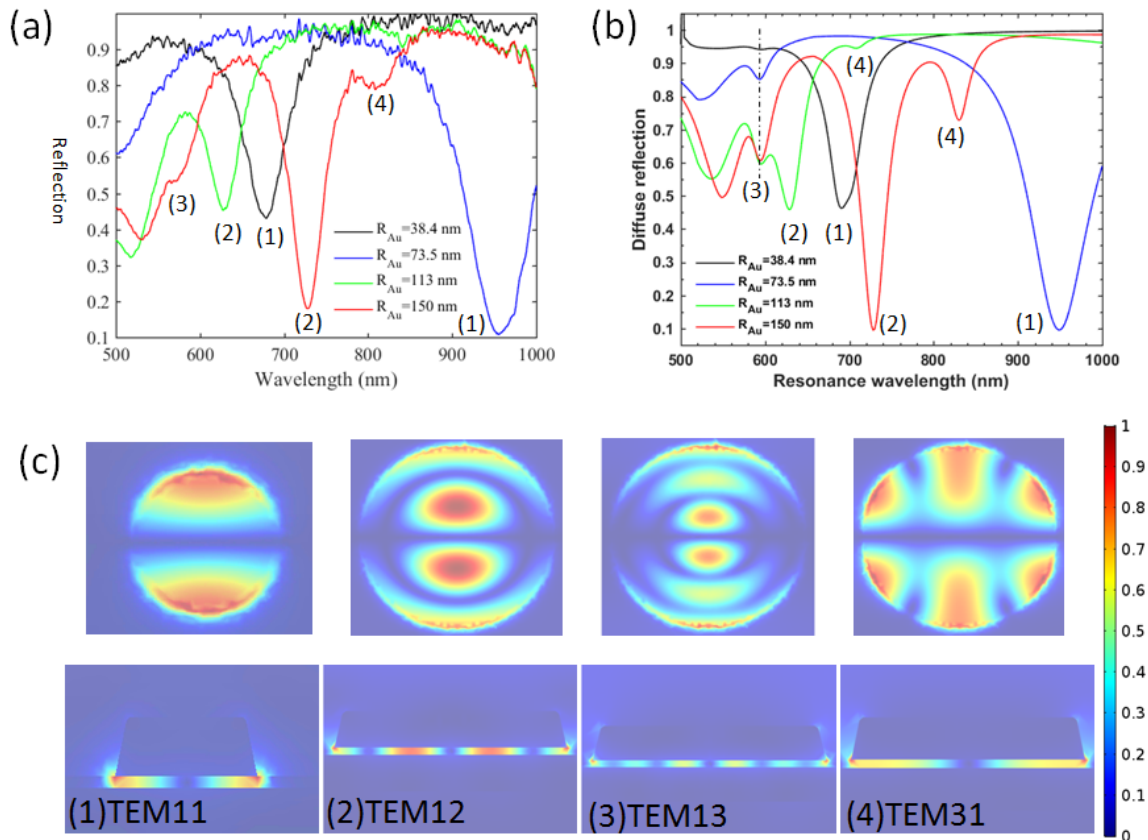 (a)
Reflection
0.9
0.8
0.7
0.6
0.5
0.4
0.3
0.2
0.1
500
600
700
800
900
1000
Wavelength (nm)
(3)
(2)
(1)
(4)
(2)
(1)
R_Au=38.4 nm
R_Au=73.5 nm
R_Au=113 nm
R_Au=150 nm
(b)
Diffuse reflection
1
0.9
0.8
0.7
0.6
0.5
0.4
0.3
0.2
0.1
500
600
700
800
900
1000
Resonance wavelength (nm)
(4)
(4)
(3)
(2)
(1)
(2)
(1)
R_Au=38.4 nm
R_Au=73.5 nm
R_Au=113 nm
R_Au=150 nm
(c)
(1)TEM11
(2)TEM12
(3)TEM13
(4)TEM31
1
0.9
0.8
0.7
0.6
0.5
0.4
0.3
0.2
0.1
0